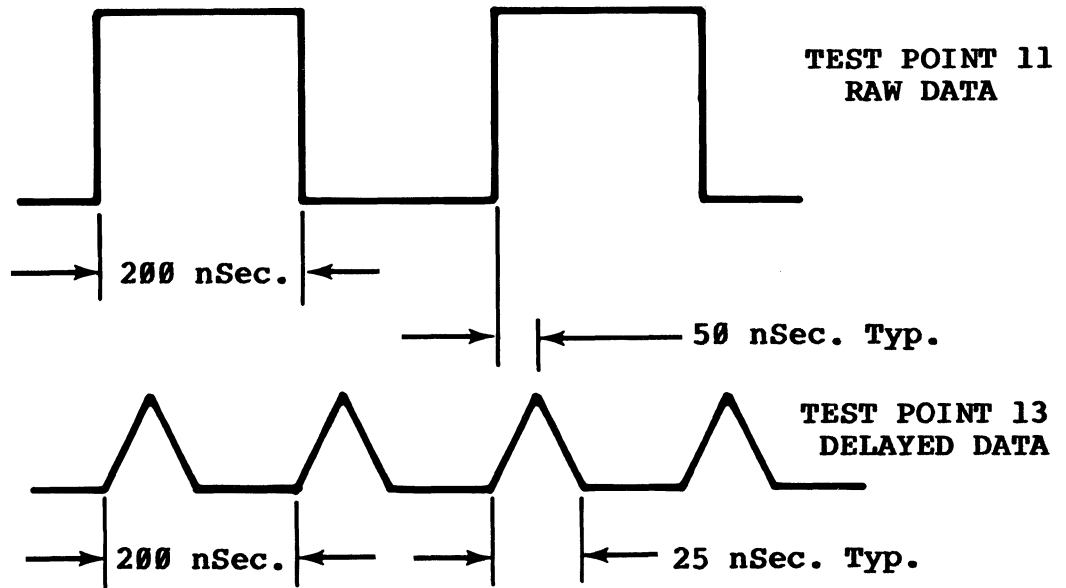 TEST POINT 11
RAW DATA
200 nSec.
50 nSec. Typ.
TEST POINT 13
DELAYED DATA
200 nSec.
25 nSec. Typ.